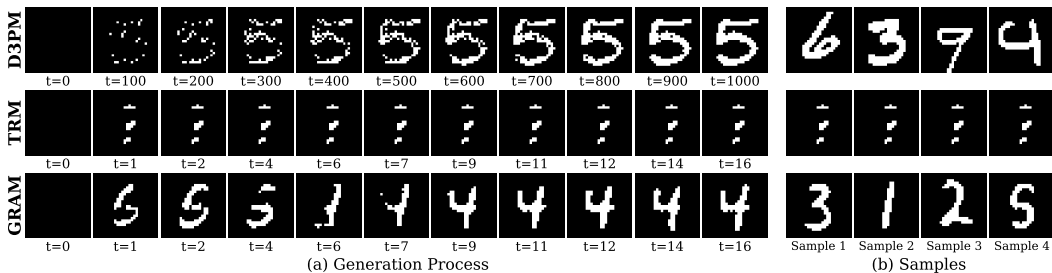 D3PM
t=0 t=100 t=200 t=300 t=400 t=500 t=600 t=700 t=800 t=900 t=1000
TRM
t=0 t=1 t=2 t=4 t=6 t=7 t=9 t=11 t=12 t=14 t=16
GRAM
t=0 t=1 t=2 t=4 t=6 t=7 t=9 t=11 t=12 t=14 t=16 Sample 1 Sample 2 Sample 3 Sample 4
(a) Generation Process (b) Samples